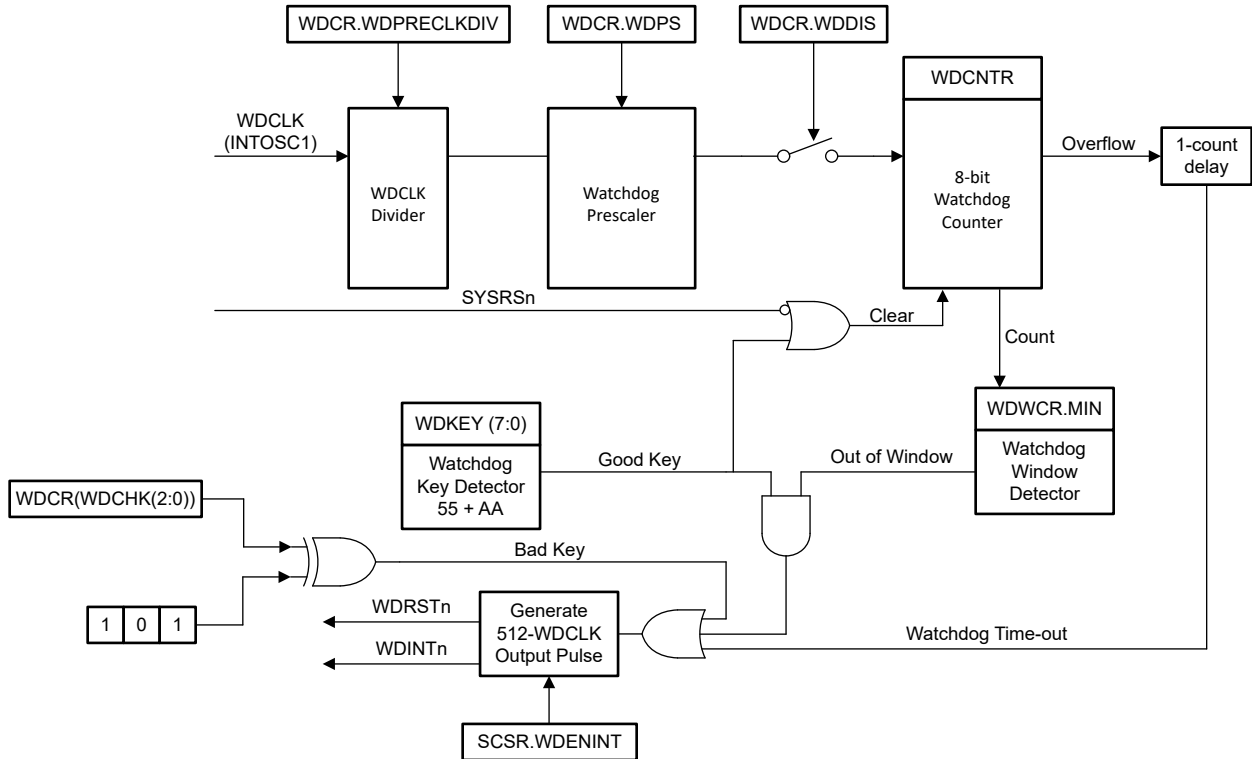 WDCR.WDPRECLKDIV
WDCR.WDPS
WDCR.WDDIS
WDCNTR
WDCLK
(INTOSC1)
WDCLK
Divider
Watchdog
Prescaler
8-bit
Watchdog
Counter
Overflow
1-count
delay
SYSRSn
Clear
Count
WDKEY (7:0)
Watchdog
Key Detector
55 + AA
Good Key
Out of Window
WDWCR.MIN
Watchdog
Window
Detector
WDCR(WDCHK(2:0))
Bad Key
1 0 1
WDRSTn
WDINTn
Generate
512-WDCLK
Output Pulse
Watchdog Time-out
SCSR.WDENINT